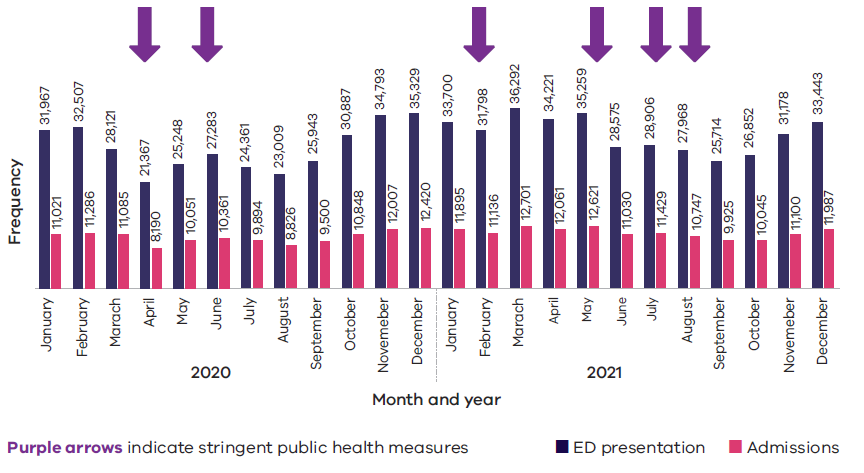 Frequency
31,967
11,021
32,507
11,286
28,121
11,085
21,367
8,190
25,248
10,051
27,283
10,361
24,361
9,894
23,009
8,826
25,943
9,500
30,887
10,848
34,793
12,007
35,329
12,420
33,700
11,895
31,798
11,136
36,292
12,701
34,221
12,061
35,259
12,621
28,575
11,030
28,906
11,429
27,968
10,747
25,714
9,925
26,852
10,045
31,178
11,100
33,443
11,987
January
February
Marach
April
May
June
July
August
September
October
Novemeber
December
January
February
Marach
April
May
June
July
August
September
October
Novemeber
December
2020
2021
Month and year
Purple arrows indicate stringent public health measures
ED presentation
Admissions